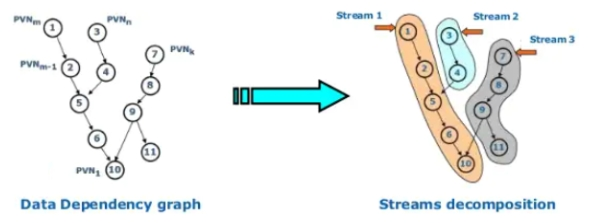 PVNm
1
PVNn
3
7
PVNk
PVNm-1
2
4
8
5
9
6
11
PVN1
10
Data Dependency graph
Stream 1
Stream 2
Stream 3
1
3
7
2
4
8
5
9
6
11
10
Streams decomposition